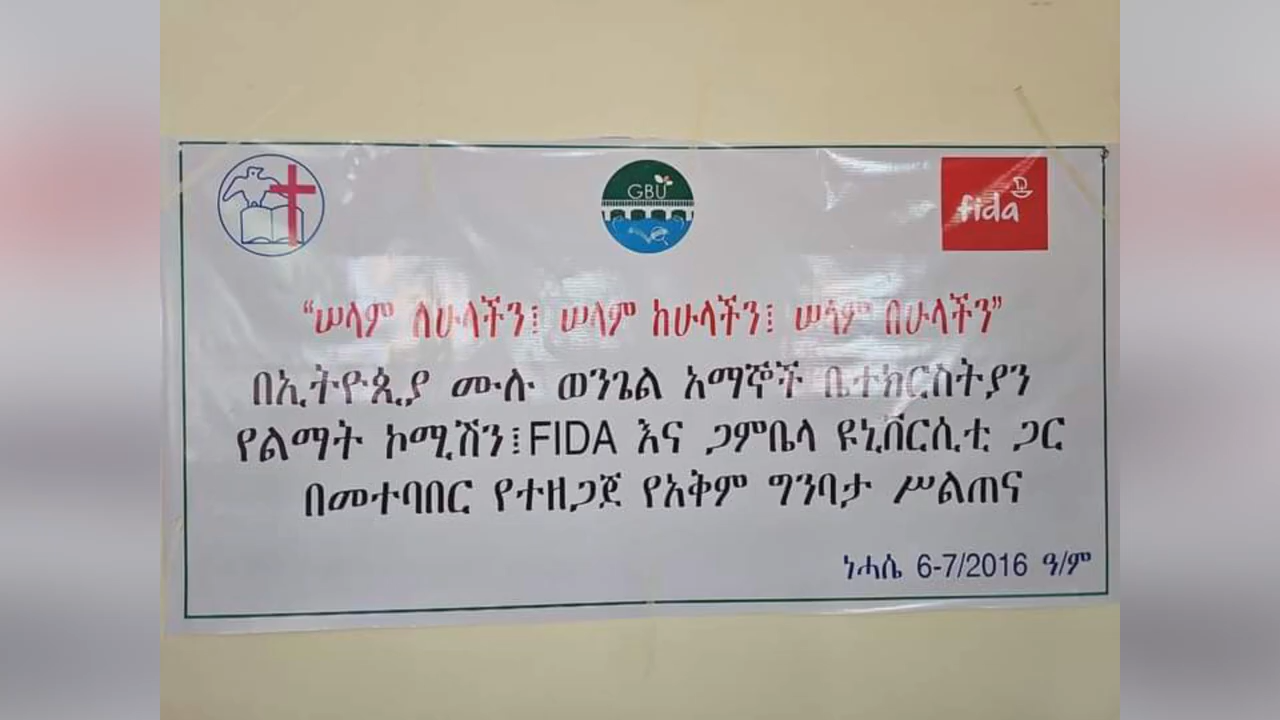 GBU
fida
“ሠላም ለሁላችን፤ ሠላም ከሁላችን፤ ሠላም በሁላችን”
በኢትዮጲያ ሙሉ ወንጌል አማኞች ቤተክርስትያን
የልማት ኮሚሽን፤FIDA እና ጋምቤላ ዩኒቨርሲቲ ጋር
በመተባበር የተዘጋጀ የአቅም ግንባታ ሥልጠና
ነሓሴ 6-7/2016 ዓ/ም